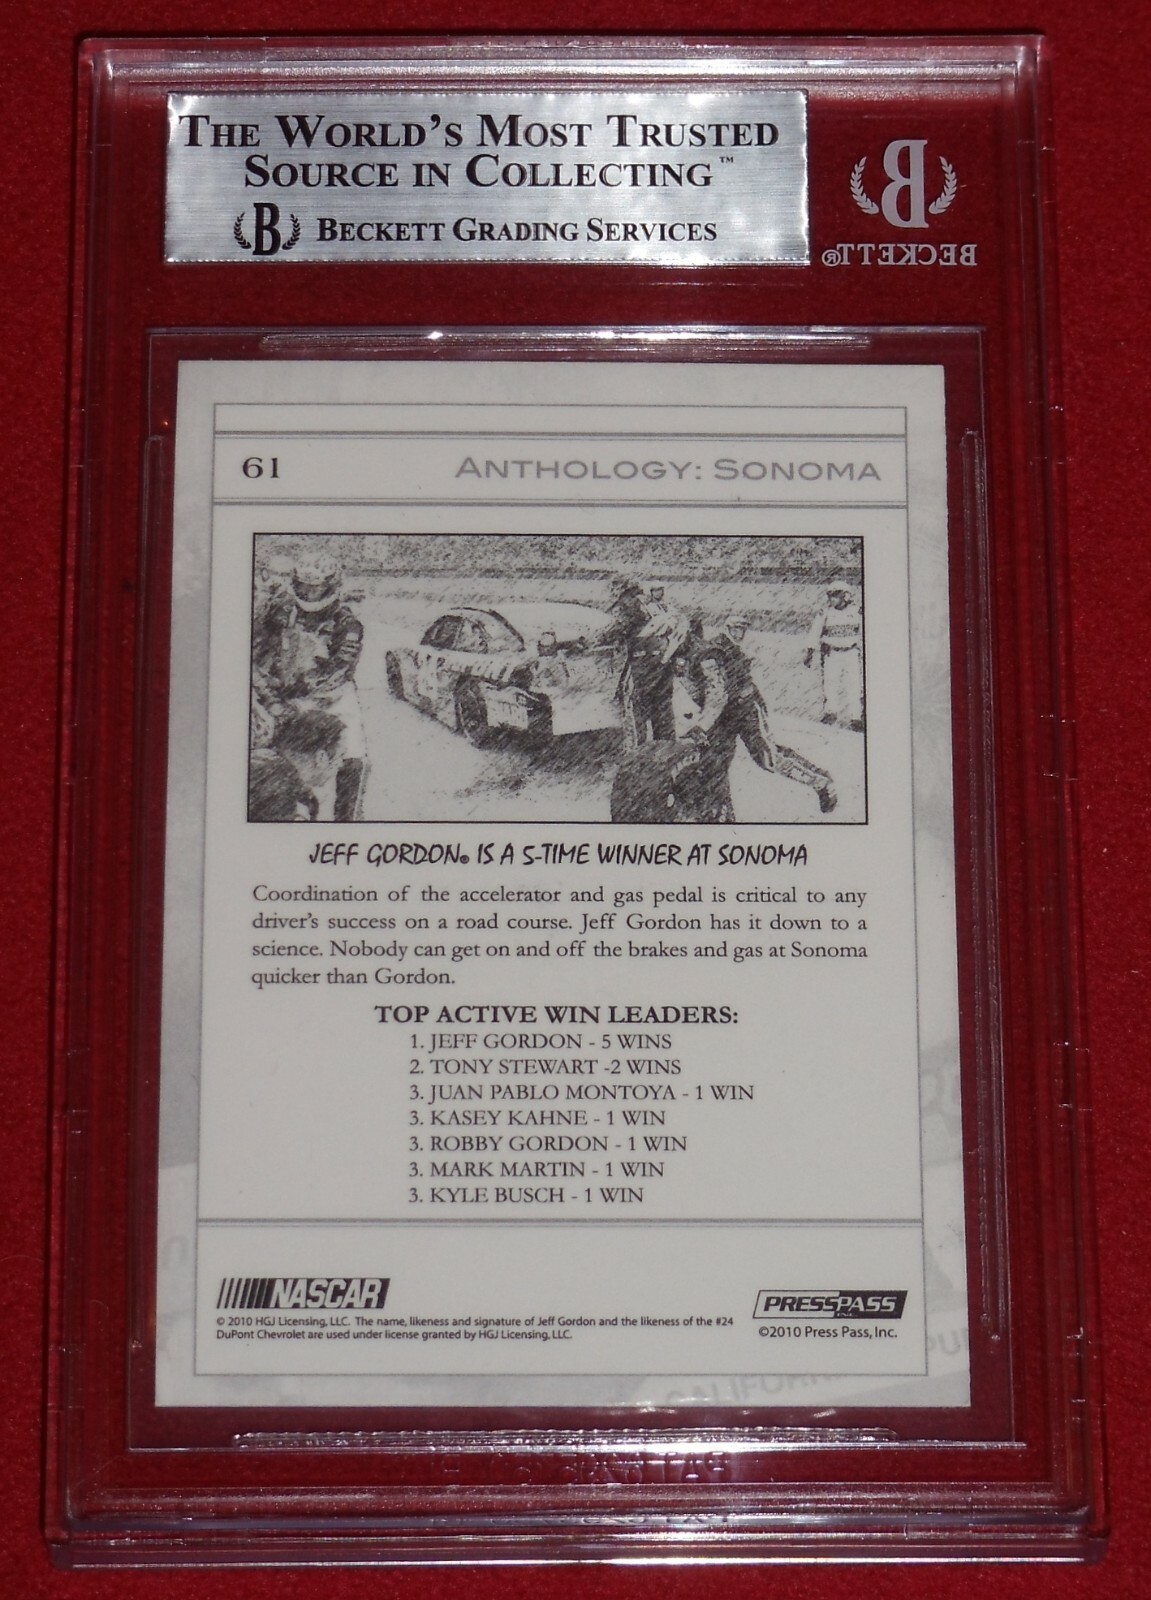 THE WORLD'S MOST TRUSTED
SOURCE IN COLLECTING™
B BECKETT GRADING SERVICES
B
BECKETT®
61 ANTHOLOGY: SONOMA
JEFF GORDON® IS A 5-TIME WINNER AT SONOMA
Coordination of the accelerator and gas pedal is critical to any
driver's success on a road course. Jeff Gordon has it down to a
science. Nobody can get on and off the brakes and gas at Sonoma
quicker than Gordon.
TOP ACTIVE WIN LEADERS:
1. JEFF GORDON - 5 WINS
2. TONY STEWART -2 WINS
3. JUAN PABLO MONTOYA - 1 WIN
3. KASEY KAHNE - 1 WIN
3. ROBBY GORDON - 1 WIN
3. MARK MARTIN - 1 WIN
3. KYLE BUSCH - 1 WIN
NASCAR
© 2010 HGJ Licensing, LLC. The name, likeness and signature of Jeff Gordon and the likeness of the #24
DuPont Chevrolet are used under license granted by HGJ Licensing, LLC.
PRESSPASS
©2010 Press Pass, Inc.